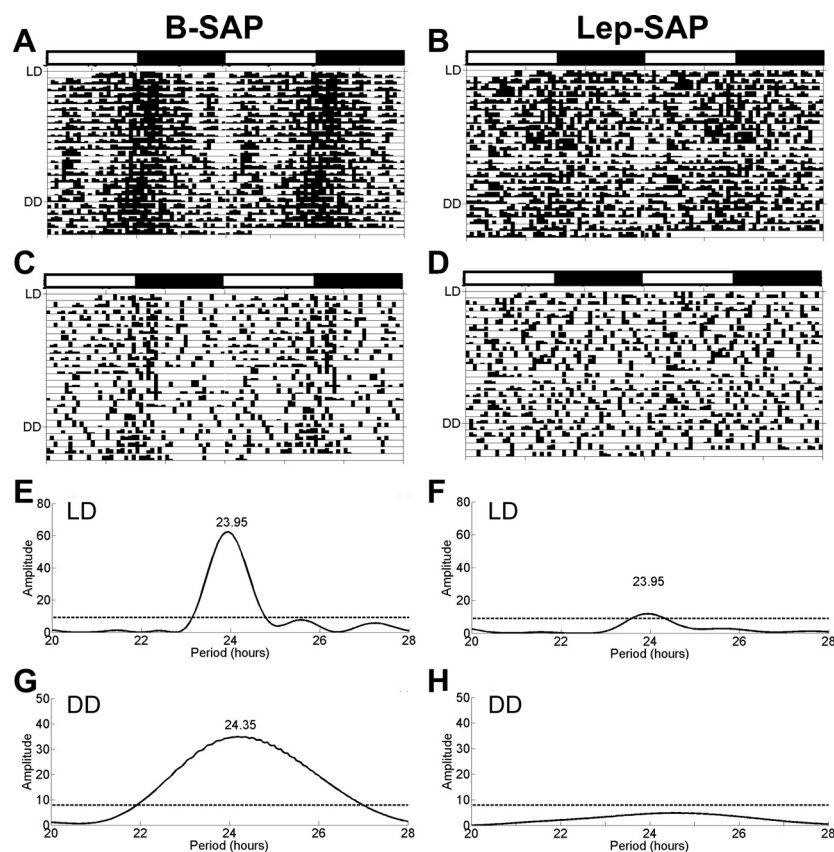 B-SAP
Lep-SAP
A
B
LD
LD
DD
DD
C
D
LD
LD
DD
DD
E
F
80
LD
23.95
60
40
20
0
Amplitude
20 22 24 26 28
Period (hours)
80
LD
60
40
23.95
20
0
Amplitude
20 22 24 26 28
Period (hours)
G
H
50
DD
24.35
40
30
20
10
0
Amplitude
20 22 24 26 28
Period (hours)
50
DD
40
30
20
10
0
Amplitude
20 22 24 26 28
Period (hours)